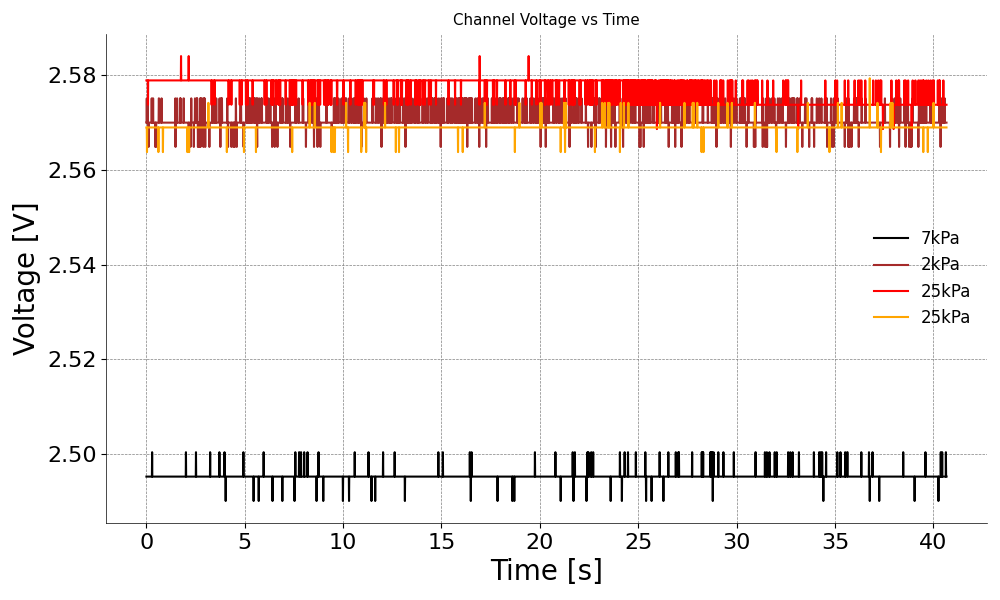 Channel Voltage vs Time
Voltage [V]
2.58
2.56
2.54
2.52
2.50
7kPa
2kPa
25kPa
25kPa
0 5 10 15 20 25 30 35 40
Time [s]